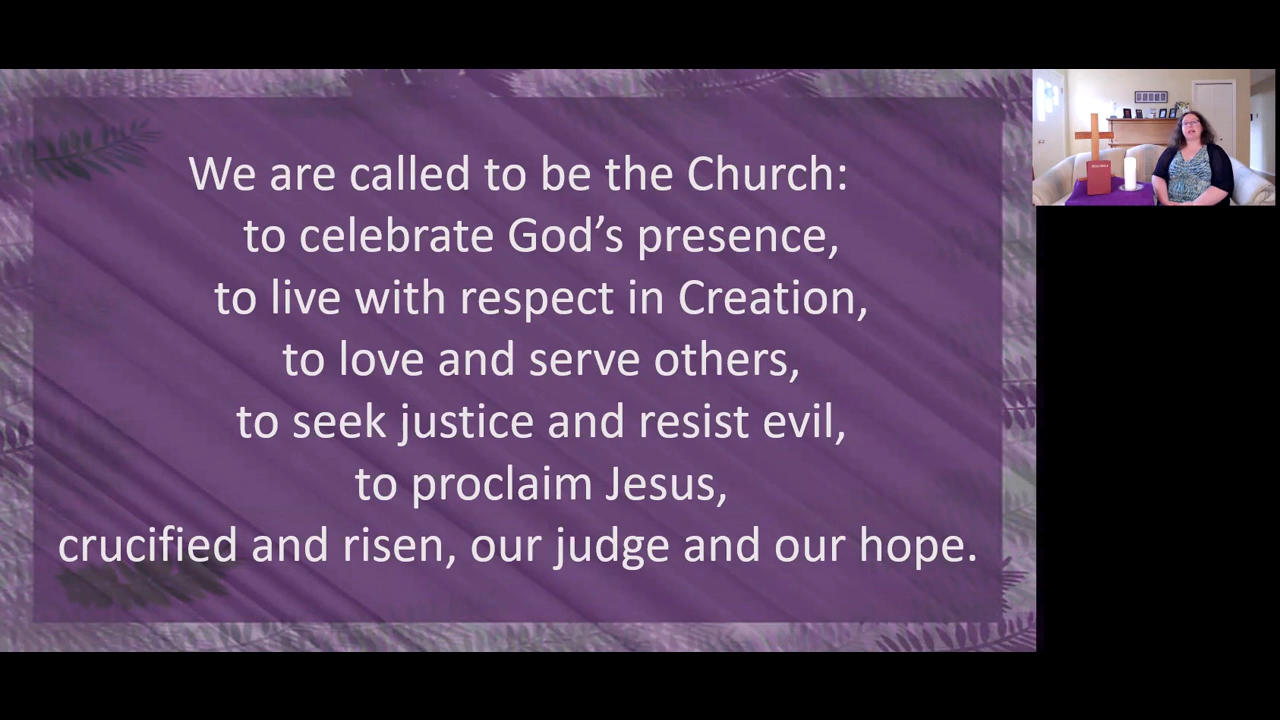 We are called to be the Church:
to celebrate God’s presence,
to live with respect in Creation,
to love and serve others,
to seek justice and resist evil,
to proclaim Jesus,
crucified and risen, our judge and our hope.